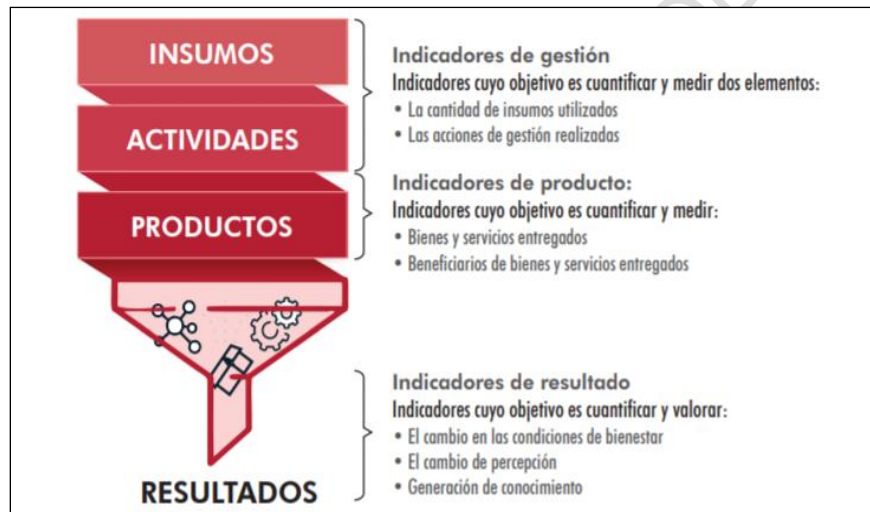 INSUMOS
ACTIVIDADES
PRODUCTOS
RESULTADOS
Indicadores de gestión
Indicadores cuyo objetivo es cuantificar y medir dos elementos:
• La cantidad de insumos utilizados
• Las acciones de gestión realizadas
Indicadores de producto:
Indicadores cuyo objetivo es cuantificar y medir:
• Bienes y servicios entregados
• Beneficiarios de bienes y servicios entregados
Indicadores de resultado
Indicadores cuyo objetivo es cuantificar y valorar:
• El cambio en las condiciones de bienestar
• El cambio de percepción
• Generación de conocimiento